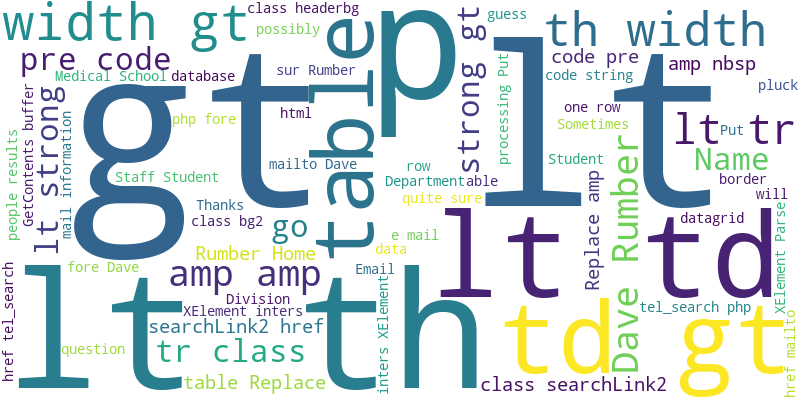 width gt
class headerbg
possibly
pre code
Medical School
database
sur Rumber
html
gt
php fore
mailto Dave
table
p
strong gt
guess
processing Put
lt
th width
code pre
amp nbsp
code string
pluck
one row
Sometimes
lt tr
Put
Name
Student
border
will
people results
GetContents buffer
lt strong
mail information
Staff Student
Thanks
class bg2
go
row
Department
able
quite sure
e mail
data
Replace amp
Dave Rumber
datagrid
XElement Parse
Rumber Home
fore Dave
amp amp
Email
lt td
href tel_search
lt th
Division
XElement inters
searchLink2 href
question
tr class
table Replace
inters XElement
td gt
tel_search php
class searchLink2
href mailto